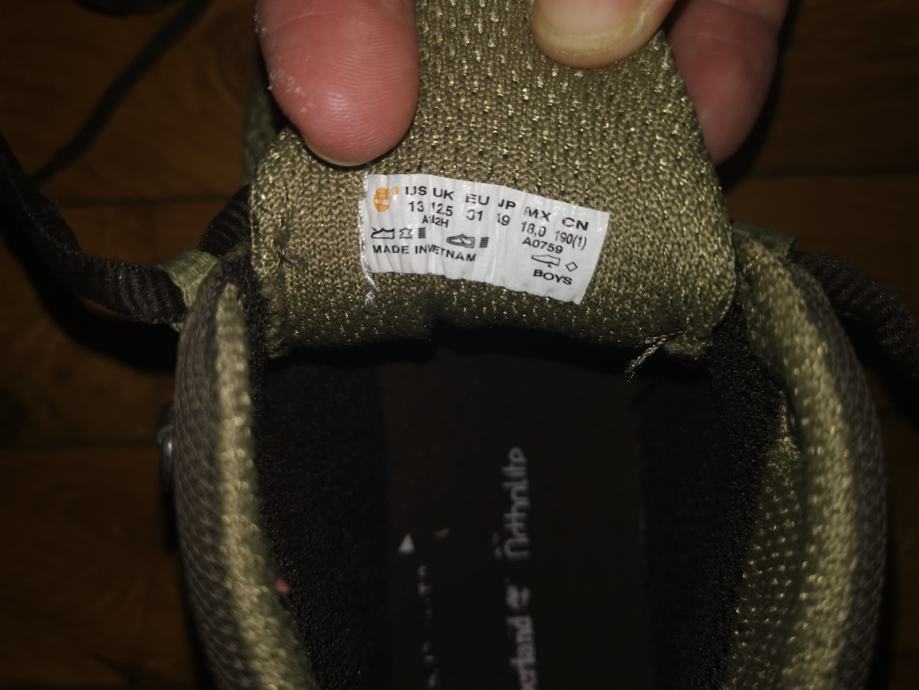 US UK EU JP MX CN
13 12.5 31 19 18,0 190(1)
A0759
MADE IN VIETNAM
BOYS